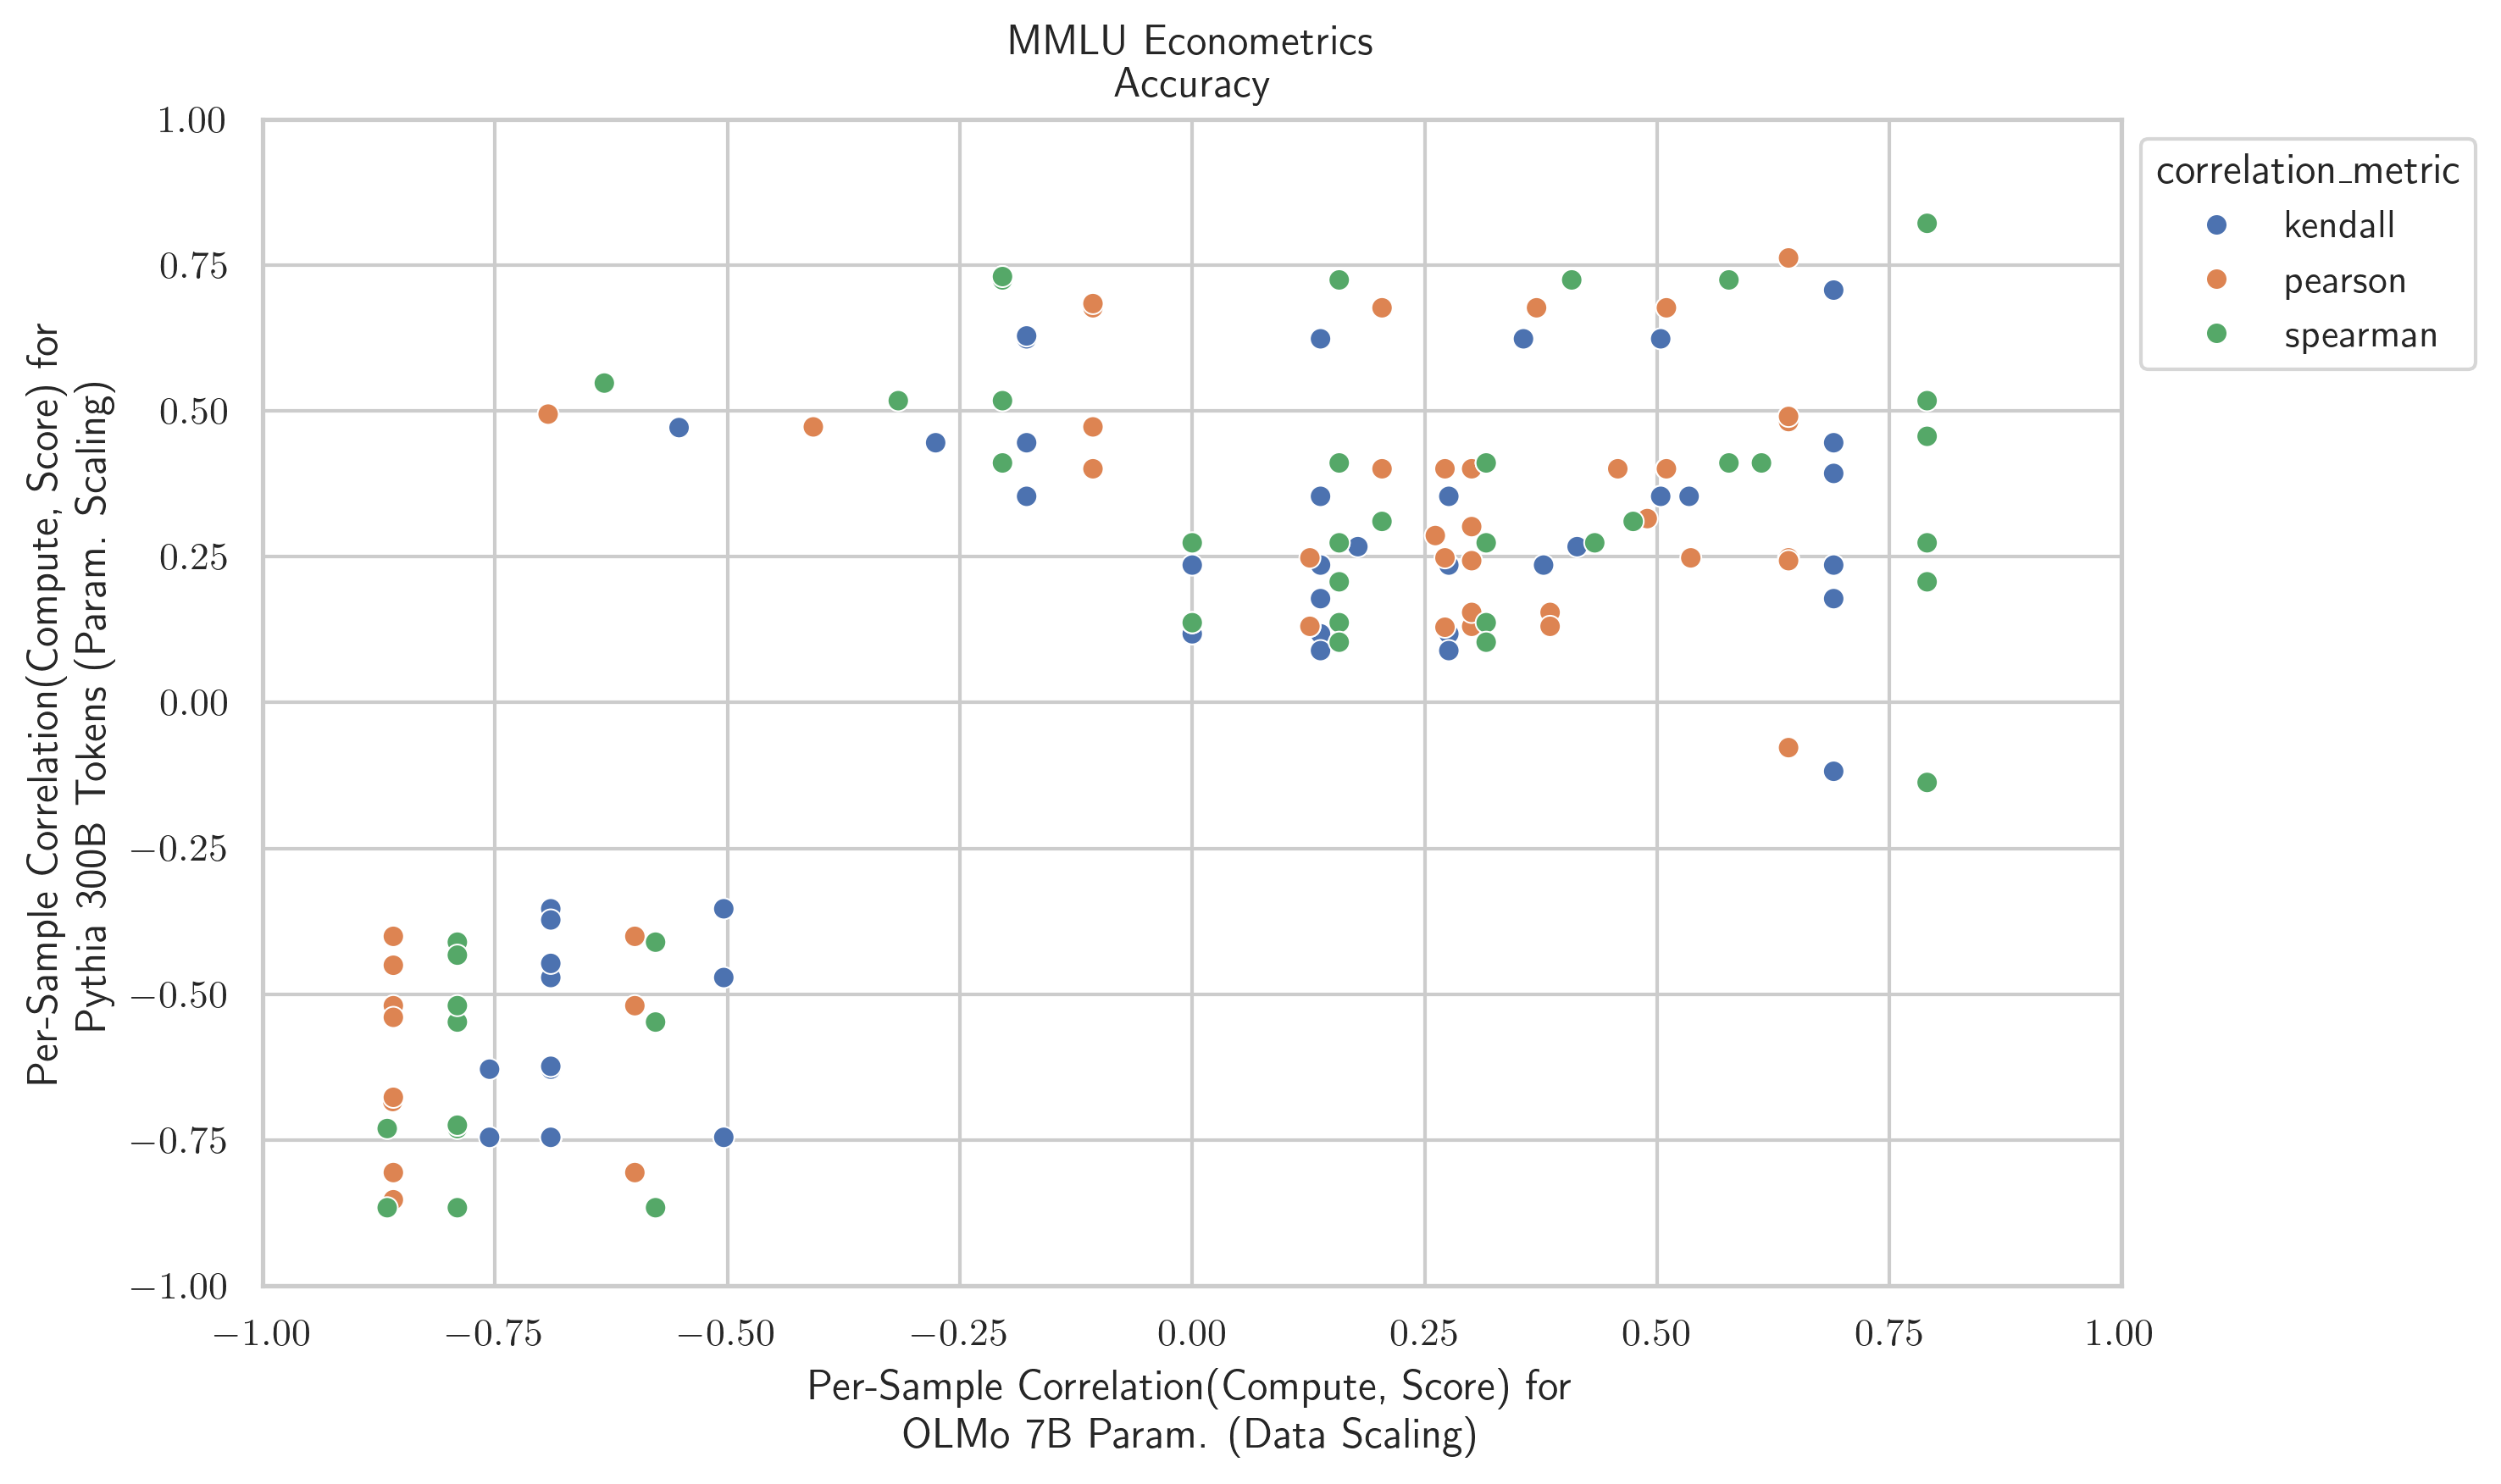 MMLU Econometrics
Accuracy
Per-Sample Correlation(Compute, Score) for
Pythia 300B Tokens (Param. Scaling)
1.00
0.75
0.50
0.25
0.00
−0.25
−0.50
−0.75
−1.00
−1.00
−0.75
−0.50
−0.25
0.00
0.25
0.50
0.75
1.00
Per-Sample Correlation(Compute, Score) for
OLMo 7B Param. (Data Scaling)
correlation_metric
kendall
pearson
spearman